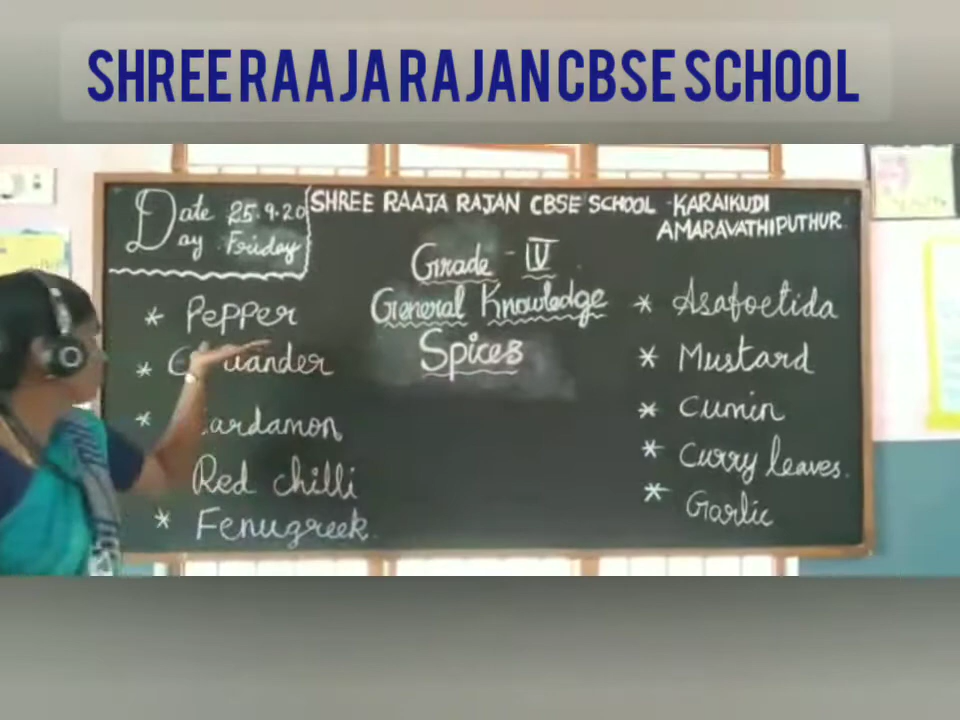 SHREE RAAJA RAJAN CBSE SCHOOL
Date 25.9.20
Day Friday
SHREE RAAJA RAJAN CBSE SCHOOL - KARAIKUDI
AMARAVATHIPUTHUR
Grade - IV
General Knowledge
Spices
* Pepper
*
* Cardamon
Red chilli
* Fenugreek.
* Asafoetida
* Mustard
* Cumin
* Curry leaves.
* Garlic